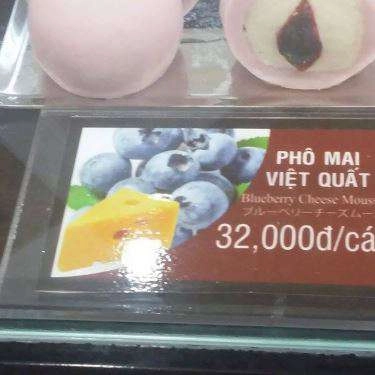 PHÔ MAI
VIỆT QUẤT
Blueberry Cheese Mouss
ブルーベリーチーズムー
32,000đ/cá